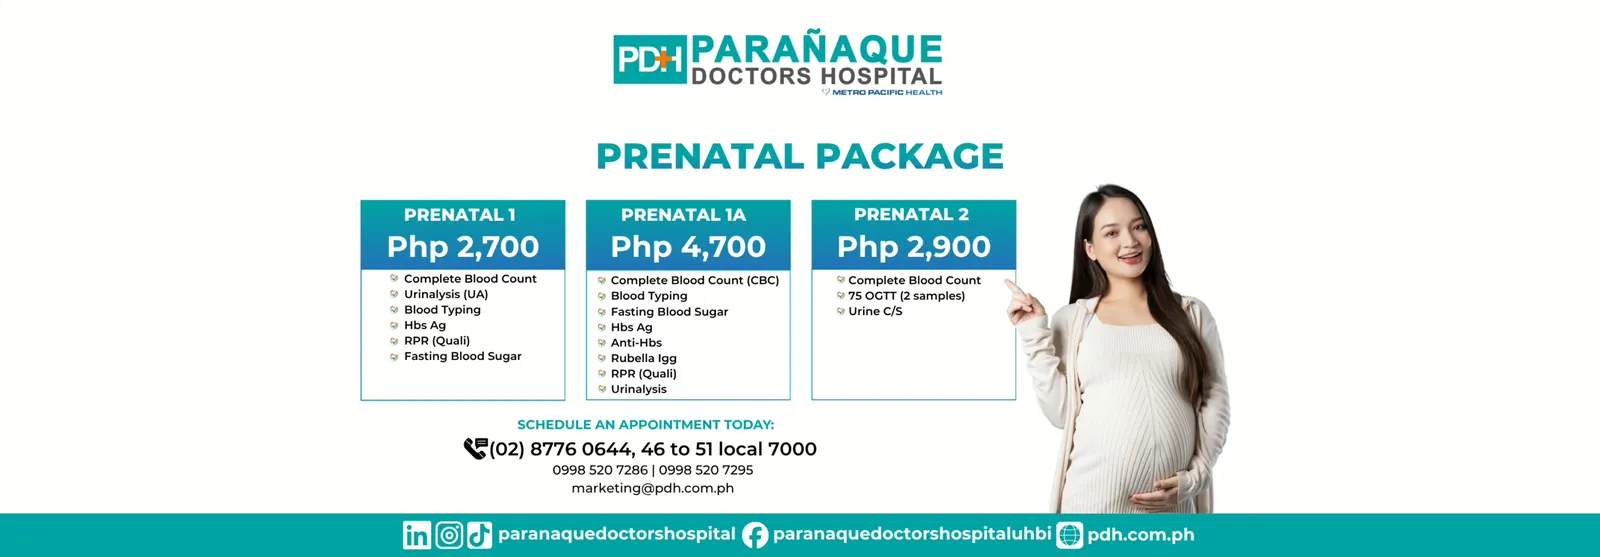 PDH PARAÑAQUE
DOCTORS HOSPITAL
METRO PACIFIC HEALTH
PRENATAL PACKAGE
PRENATAL 1
Php 2,700
Complete Blood Count
Urinalysis (UA)
Blood Typing
Hbs Ag
RPR (Quali)
Fasting Blood Sugar
PRENATAL 1A
Php 4,700
Complete Blood Count (CBC)
Blood Typing
Fasting Blood Sugar
Hbs Ag
Anti-Hbs
Rubella Igg
RPR (Quali)
Urinalysis
PRENATAL 2
Php 2,900
Complete Blood Count
75 OGTT (2 samples)
Urine C/S
SCHEDULE AN APPOINTMENT TODAY:
(02) 8776 0644, 46 to 51 local 7000
0998 520 7286 | 0998 520 7295
marketing@pdh.com.ph
paranaquedoctorshospital paranaquedoctorshospitaluhbi pdh.com.ph